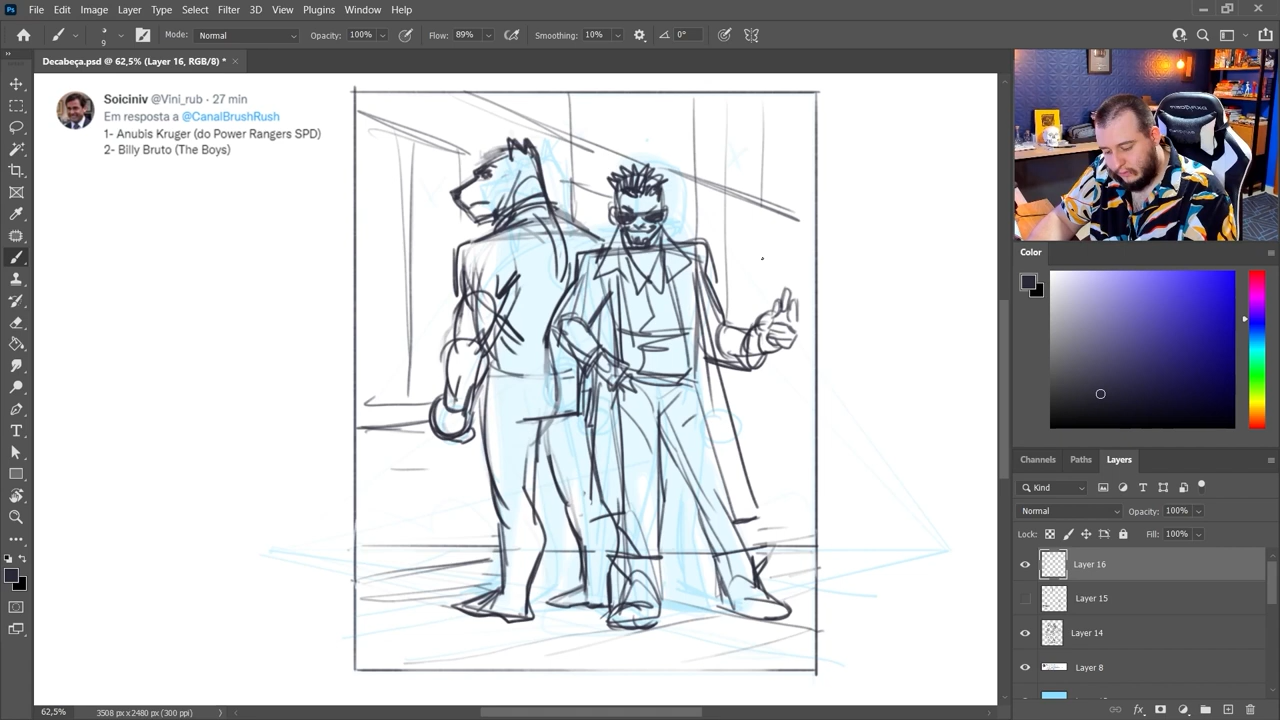 File Edit Image Layer Type Select Filter 3D View Plugins Window Help
9 Mode: Normal Opacity: 100% Flow: 89% Smoothing: 10% 0°
Decabeça.psd @ 62,5% (Layer 16, RGB/8) *
Soiciniv @Vini_rub · 27 min
Em resposta a @CanalBrushRush
1- Anubis Kruger (do Power Rangers SPD)
2- Billy Bruto (The Boys)
Color
Channels Paths Layers
Kind
Normal Opacity: 100%
Lock: Fill: 100%
Layer 16
Layer 15
Layer 14
Layer 8
62,5% 3508 px x 2480 px (300 ppi)